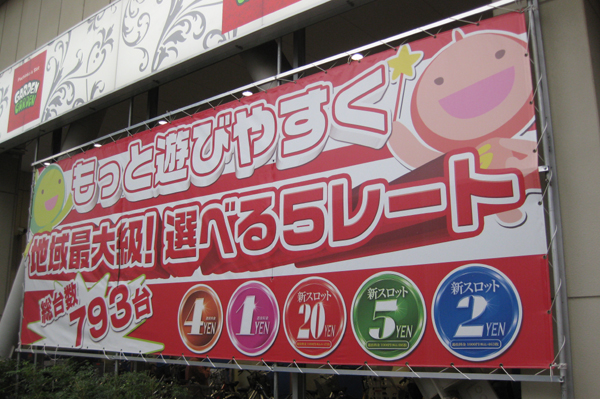 GARDEN
もっと遊びやすく
地域最大級! 選べる5レート
総台数
793台
4YEN
1YEN
新スロット
20YEN
新スロット
5YEN
新スロット
2YEN